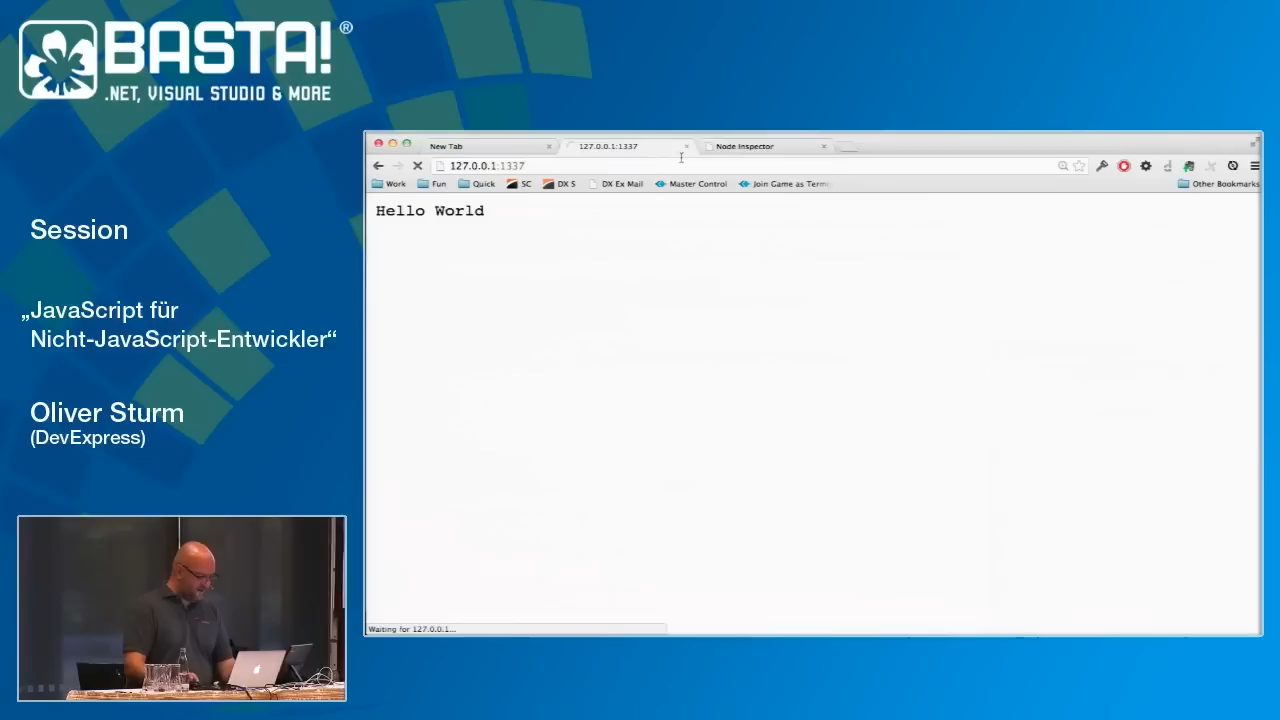 BASTA!®
.NET, VISUAL STUDIO & MORE
Session
„JavaScript für
Nicht-JavaScript-Entwickler“
Oliver Sturm
(DevExpress)
New Tab
127.0.0.1:1337
Node Inspector
127.0.0.1:1337
Work
Fun
Quick
SC
DX S
DX Ex Mail
Master Control
Join Game as Term
Other Bookmarks
Hello World
Waiting for 127.0.0.1...